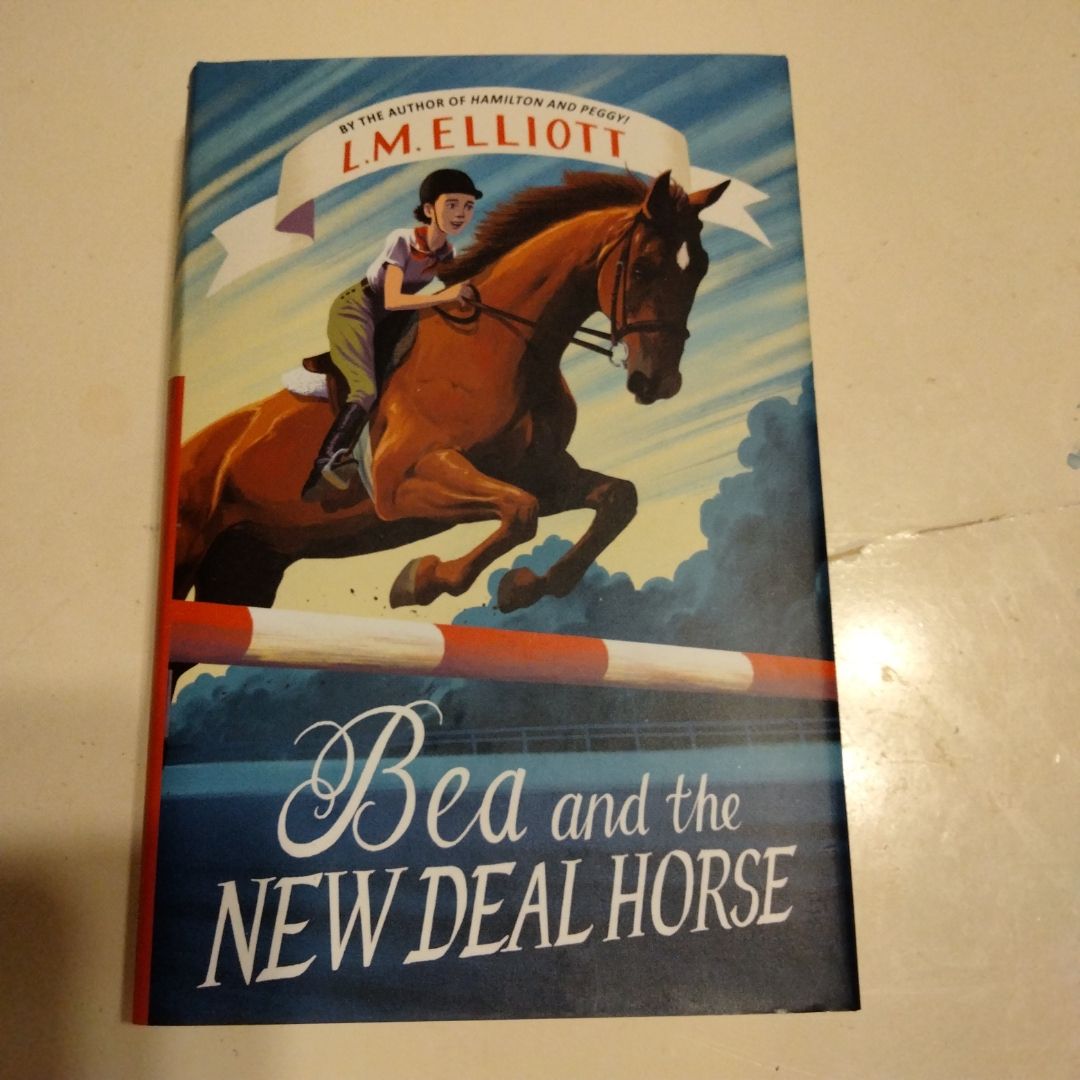 BY THE AUTHOR OF HAMILTON AND PEGGY!
L.M. ELLIOTT
Bea and the
NEW DEAL HORSE